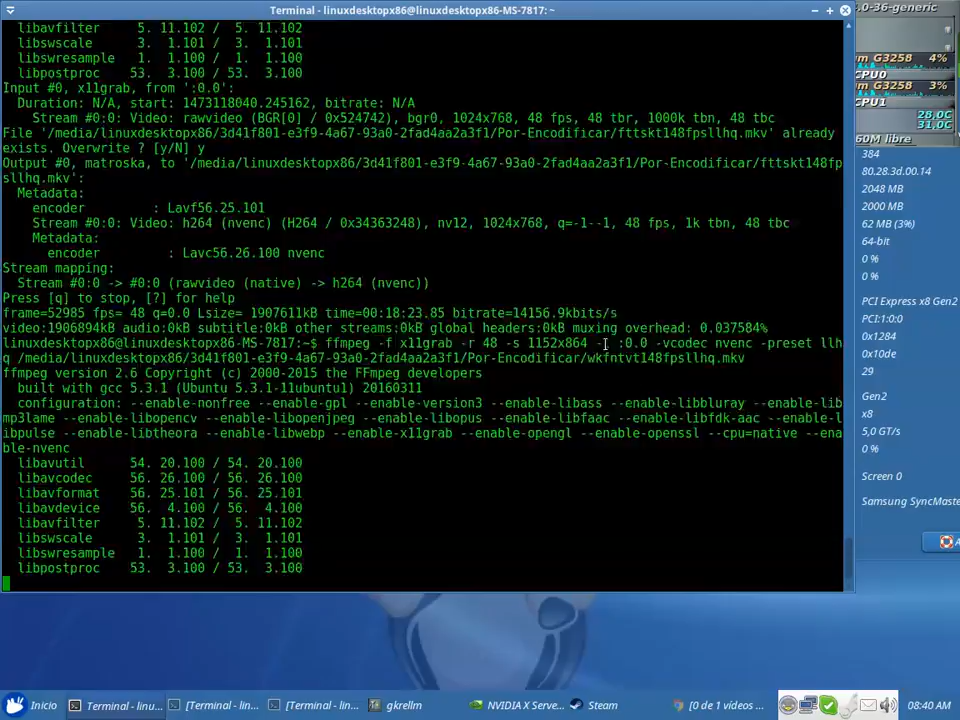 Terminal - linuxdesktopx86@linuxdesktopx86-MS-7817: ~
libavfilter 5. 11.102 / 5. 11.102
libswscale 3. 1.101 / 3. 1.101
libswresample 1. 1.100 / 1. 1.100
libpostproc 53. 3.100 / 53. 3.100
Input #0, x11grab, from ':0.0':
Duration: N/A, start: 1473118040.245162, bitrate: N/A
Stream #0:0: Video: rawvideo (BGR[0] / 0x524742), bgr0, 1024x768, 48 fps, 48 tbr, 1000k tbn, 48 tbc
File '/media/linuxdesktopx86/3d41f801-e3f9-4a67-93a0-2fad4aa2a3f1/Por-Encodificar/fttskt148fpsllhq.mkv' already
exists. Overwrite ? [y/N] y
Output #0, matroska, to '/media/linuxdesktopx86/3d41f801-e3f9-4a67-93a0-2fad4aa2a3f1/Por-Encodificar/fttskt148fp
sllhq.mkv':
Metadata:
encoder : Lavf56.25.101
Stream #0:0: Video: h264 (nvenc) (H264 / 0x34363248), nv12, 1024x768, q=-1--1, 48 fps, 1k tbn, 48 tbc
Metadata:
encoder : Lavc56.26.100 nvenc
Stream mapping:
Stream #0:0 -> #0:0 (rawvideo (native) -> h264 (nvenc))
Press [q] to stop, [?] for help
frame=52985 fps= 48 q=0.0 Lsize= 1907611kB time=00:18:23.85 bitrate=14156.9kbits/s
video:1906894kB audio:0kB subtitle:0kB other streams:0kB global headers:0kB muxing overhead: 0.037584%
linuxdesktopx86@linuxdesktopx86-MS-7817:~$ ffmpeg -f x11grab -r 48 -s 1152x864 - :0.0 -vcodec nvenc -preset llh
q /media/linuxdesktopx86/3d41f801-e3f9-4a67-93a0-2fad4aa2a3f1/Por-Encodificar/wkfntvt148fpsllhq.mkv
ffmpeg version 2.6 Copyright (c) 2000-2015 the FFmpeg developers
built with gcc 5.3.1 (Ubuntu 5.3.1-11ubuntu1) 20160311
configuration: --enable-nonfree --enable-gpl --enable-version3 --enable-libass --enable-libbluray --enable-lib
mp3lame --enable-libopencv --enable-libopenjpeg --enable-libopus --enable-libfaac --enable-libfdk-aac --enable-l
ibpulse --enable-libtheora --enable-libwebp --enable-x11grab --enable-opengl --enable-openssl --cpu=native --ena
ble-nvenc
libavutil 54. 20.100 / 54. 20.100
libavcodec 56. 26.100 / 56. 26.100
libavformat 56. 25.101 / 56. 25.101
libavdevice 56. 4.100 / 56. 4.100
libavfilter 5. 11.102 / 5. 11.102
libswscale 3. 1.101 / 3. 1.101
libswresample 1. 1.100 / 1. 1.100
libpostproc 53. 3.100 / 53. 3.100
.0-36-generic
um G3258 4%
CPU0
um G3258 3%
CPU1
28,0C
31,0C
60M libre
384
80.28.3d.00.14
2048 MB
2000 MB
62 MB (3%)
64-bit
0 %
0 %
PCI Express x8 Gen2
PCI:1:0:0
0x1284
0x10de
29
Gen2
x8
5,0 GT/s
0 %
Screen 0
Samsung SyncMaste
Inicio
Terminal - linu...
[Terminal - linu...
[Terminal - linu...
gkrellm
NVIDIA X Serve...
Steam
[0 de 1 vídeos ...
08:40 AM